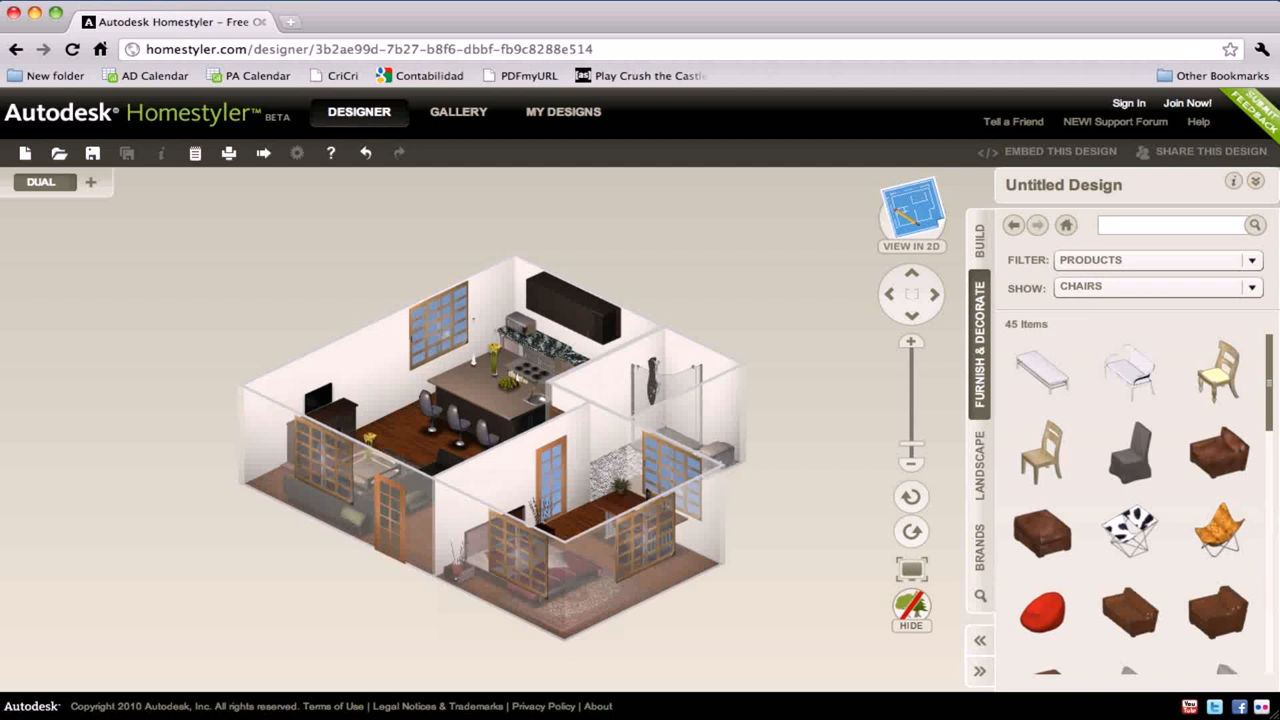 Autodesk Homestyler – Free
homestyler.com/designer/3b2ae99d-7b27-b8f6-dbbf-fb9c8288e514
New folder AD Calendar PA Calendar CriCri Contabilidad PDFmyURL [as] Play Crush the Castle Other Bookmarks
Autodesk® Homestyler™ BETA DESIGNER GALLERY MY DESIGNS Sign In Join Now!
Tell a Friend NEW! Support Forum Help
SUBMIT FEEDBACK
</> EMBED THIS DESIGN SHARE THIS DESIGN
DUAL
Untitled Design
VIEW IN 2D
BUILD
FURNISH & DECORATE
LANDSCAPE
BRANDS
FILTER: PRODUCTS
SHOW: CHAIRS
45 Items
HIDE
Autodesk® Copyright 2010 Autodesk, Inc. All rights reserved. Terms of Use | Legal Notices & Trademarks | Privacy Policy | About
You Tube